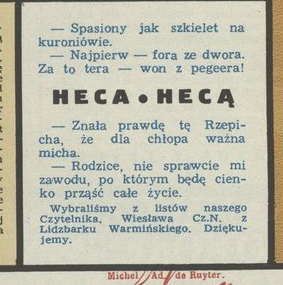 — Spasiony jak szkielet na
kuroniówie.
— Najpierw — fora ze dwora.
Za to tera — won z pegeera!
HECA • HECĄ
— Znała prawdę tę Rzepi-
cha, że dla chłopa ważna
micha.
— Rodzice, nie sprawcie mi
zawodu, po którym będę cien-
ko prząść całe życie.
Wybraliśmy z listów naszego
Czytelnika, Wiesława Cz.N. z
Lidzbarku Warmińskiego. Dzięku-
jemy.
Michel Ad. de Ruyter.